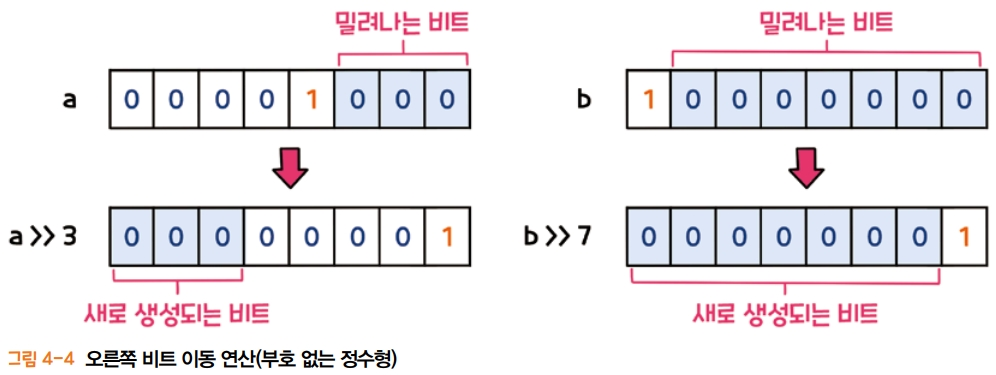 밀려나는 비트
밀려나는 비트
a 0 0 0 0 1 0 0 0
b 1 0 0 0 0 0 0 0
a >> 3 0 0 0 0 0 0 0 1
b >> 7 0 0 0 0 0 0 0 1
새로 생성되는 비트
새로 생성되는 비트
그림 4-4 오른쪽 비트 이동 연산(부호 없는 정수형)